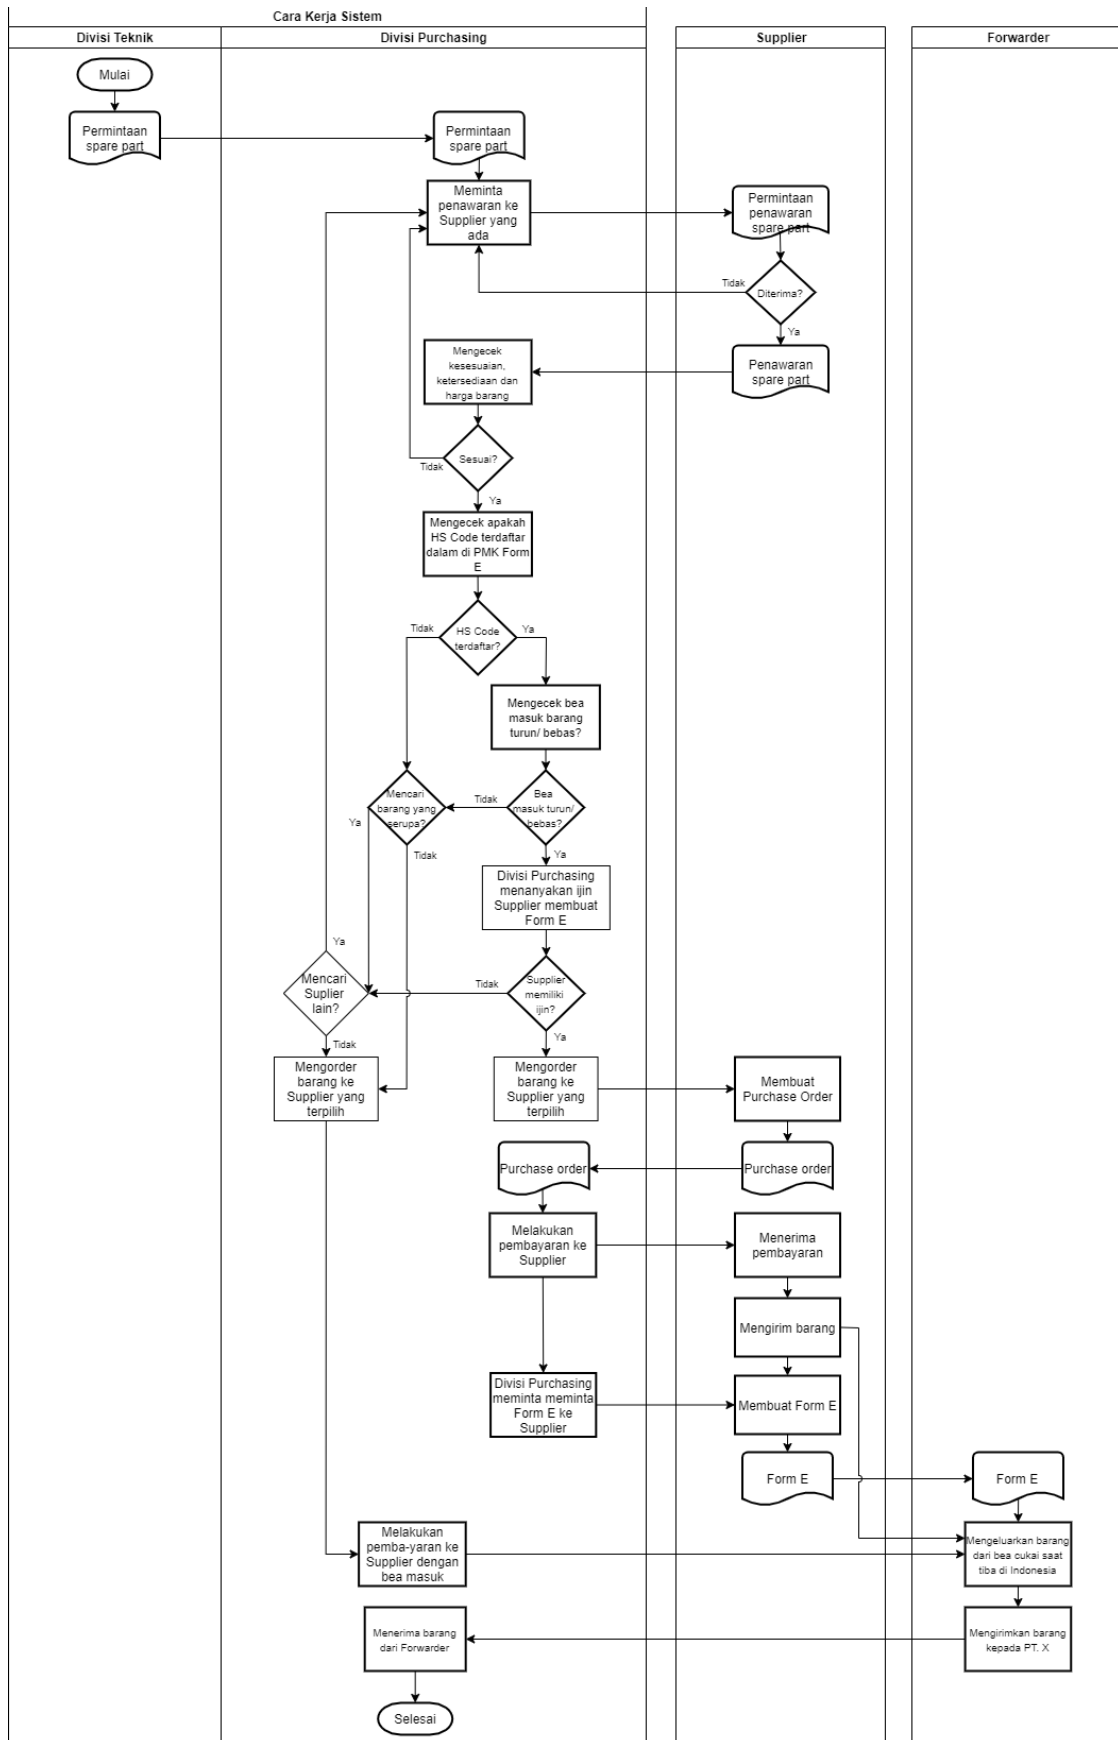 Cara Kerja Sistem
Divisi Teknik
Divisi Purchasing
Supplier
Forwarder
Mulai
Permintaan
spare part
Permintaan
spare part
Meminta
penawaran ke
Supplier yang
ada
Permintaan
penawaran
spare part
Tidak
Diterima?
Ya
Mengecek
kesesuaian,
ketersediaan dan
harga barang
Penawaran
spare part
Sesuai?
Tidak
Ya
Mengecek apakah
HS Code terdaftar
dalam di PMK Form
E
Tidak
HS Code
terdaftar?
Ya
Mengecek bea
masuk barang
turun/ bebas?
Mencari
barang yang
serupa?
Tidak
Bea
masuk turun/
bebas?
Ya
Tidak
Ya
Divisi Purchasing
menanyakan ijin
Supplier membuat
Form E
Ya
Mencari
Suplier
lain?
Tidak
Supplier
memiliki
ijin?
Tidak
Ya
Mengorder
barang ke
Supplier yang
terpilih
Mengorder
barang ke
Supplier yang
terpilih
Membuat
Purchase Order
Purchase order
Purchase order
Melakukan
pembayaran ke
Supplier
Menerima
pembayaran
Mengirim barang
Divisi Purchasing
meminta meminta
Form E ke
Supplier
Membuat Form E
Form E
Form E
Melakukan
pemba-yaran ke
Supplier dengan
bea masuk
Mengeluarkan barang
dari bea cukai saat
tiba di Indonesia
Menerima barang
dari Forwarder
Mengirimkan barang
kepada PT. X
Selesai